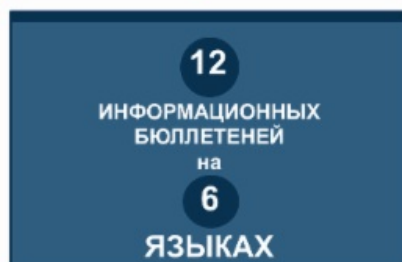 12
ИНФОРМАЦИОННЫХ
БЮЛЛЕТЕНЕЙ
на
6
ЯЗЫКАХ